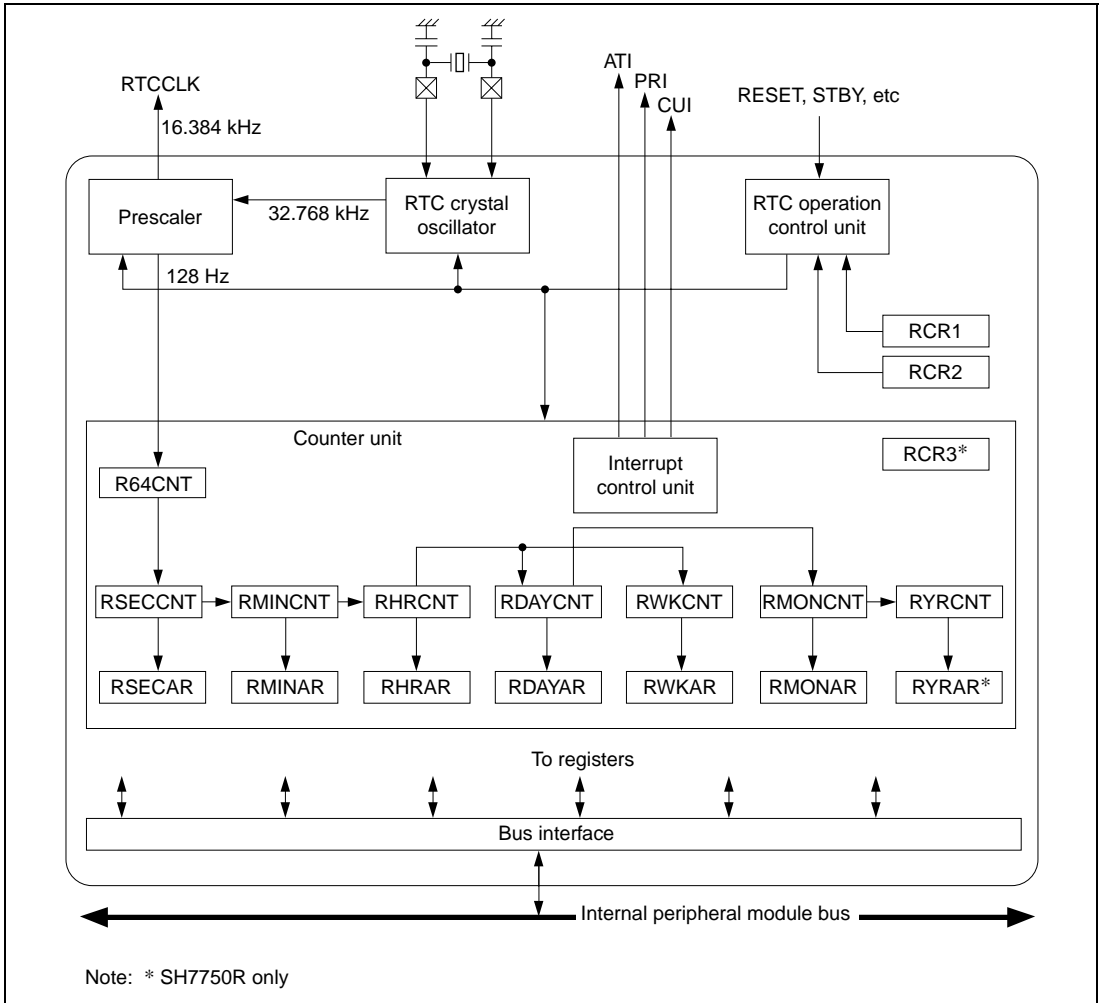 RTCCLK
16.384 kHz
ATI
PRI
CUI
RESET, STBY, etc
Prescaler
32.768 kHz
RTC crystal
oscillator
RTC operation
control unit
128 Hz
RCR1
RCR2
Counter unit
Interrupt
control unit
RCR3*
R64CNT
RSECCNT
RMINCNT
RHRCNT
RDAYCNT
RWKCNT
RMONCNT
RYRCNT
RSECAR
RMINAR
RHRAR
RDAYAR
RWKAR
RMONAR
RYRAR*
To registers
Bus interface
Internal peripheral module bus
Note: * SH7750R only